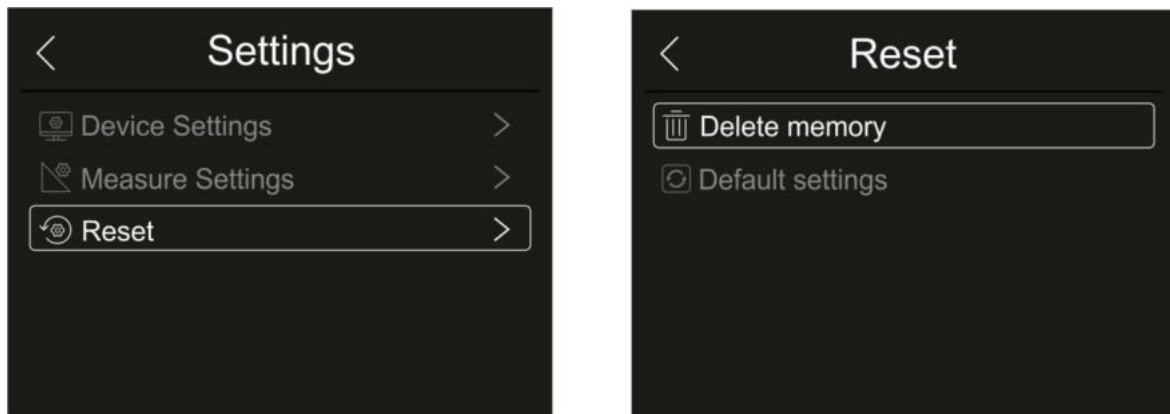 Settings
Device Settings
Measure Settings
Reset
Reset
Delete memory
Default settings